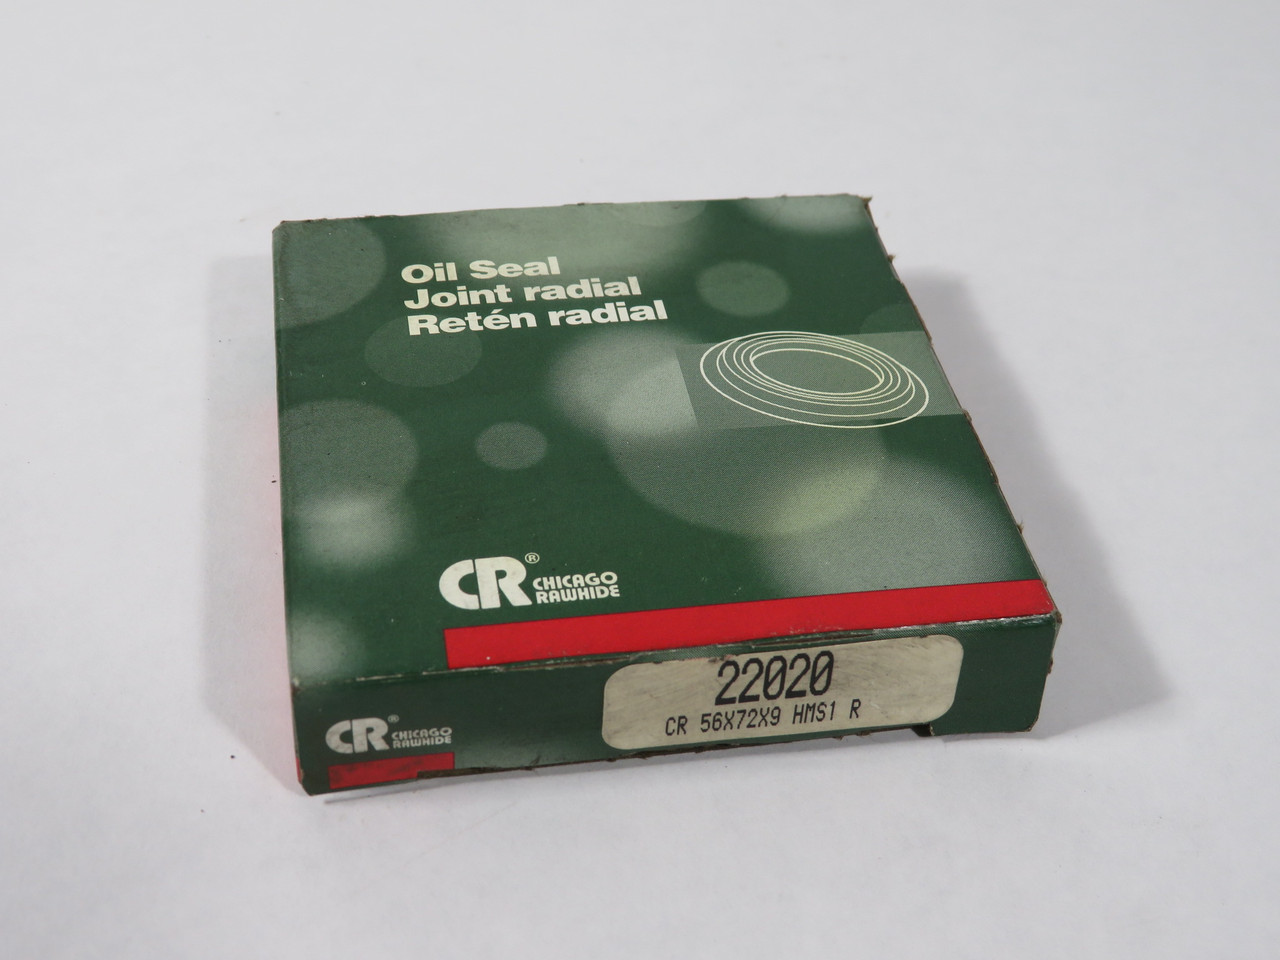 Oil Seal
Joint radial
Retén radial
CR® CHICAGO
RAWHIDE
22020
CR 56X72X9 HMS1 R
CR® CHICAGO
RAWHIDE